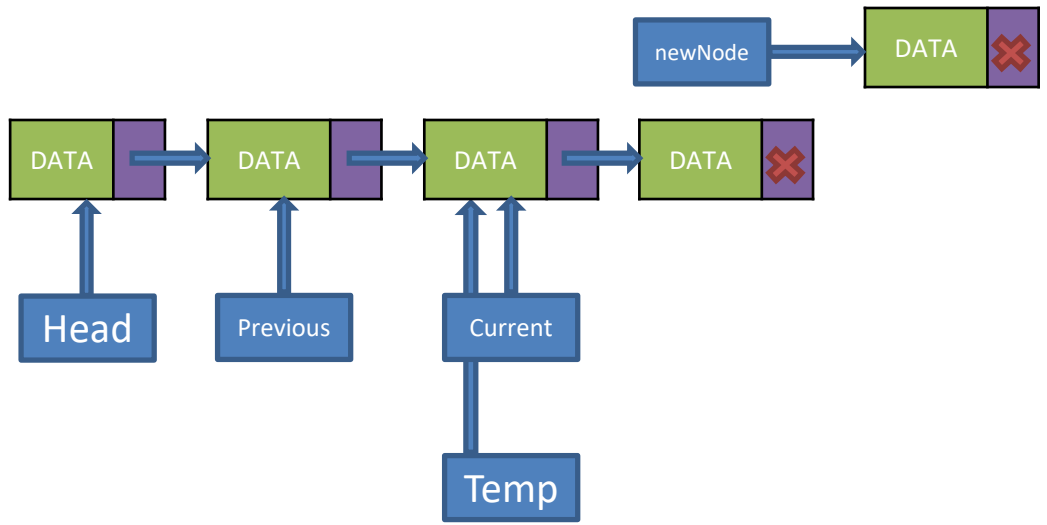 newNode
DATA
DATA
DATA
DATA
DATA
Head
Previous
Current
Temp